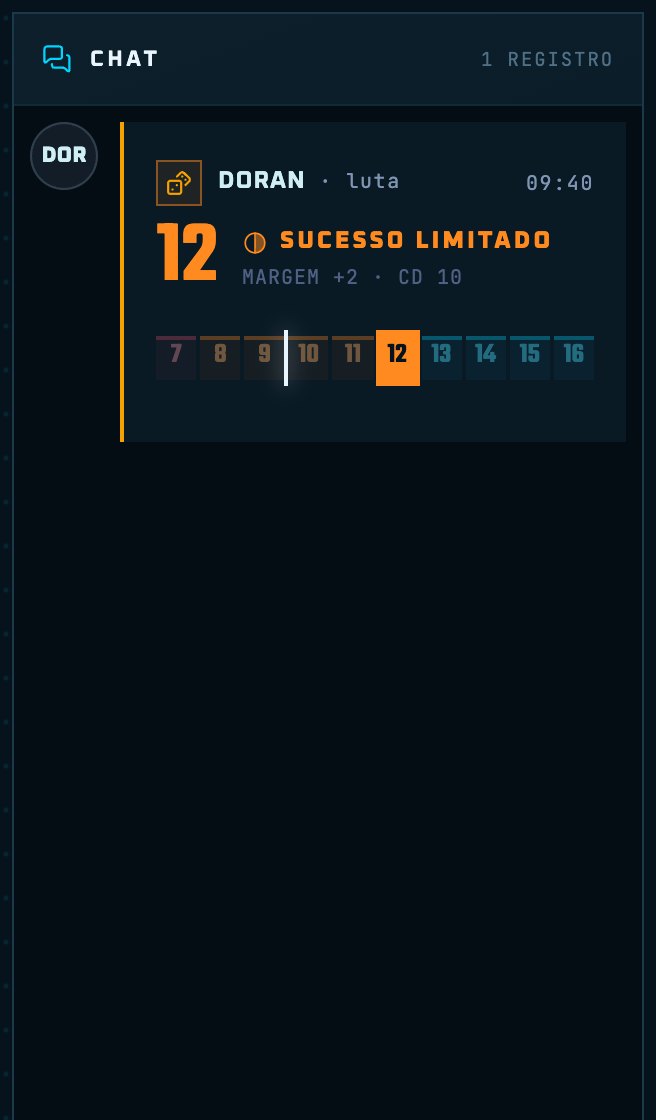 CHAT
1 REGISTRO
DOR
DORAN · luta
09:40
12
SUCESSO LIMITADO
MARGEM +2 · CD 10
7 8 9 10 11 12 13 14 15 16